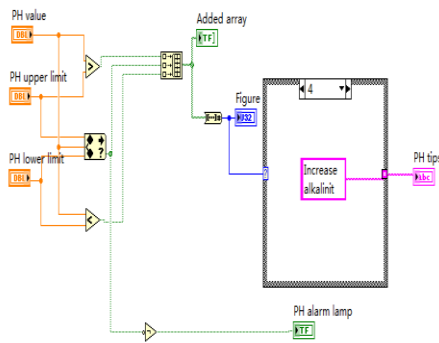 PH value
DBL
Added array
TF
PH upper limit
DBL
4
Figure
U32
PH lower limit
DBL
?
?
Increase
alkalinit
PH tips
abc
PH alarm lamp
TF